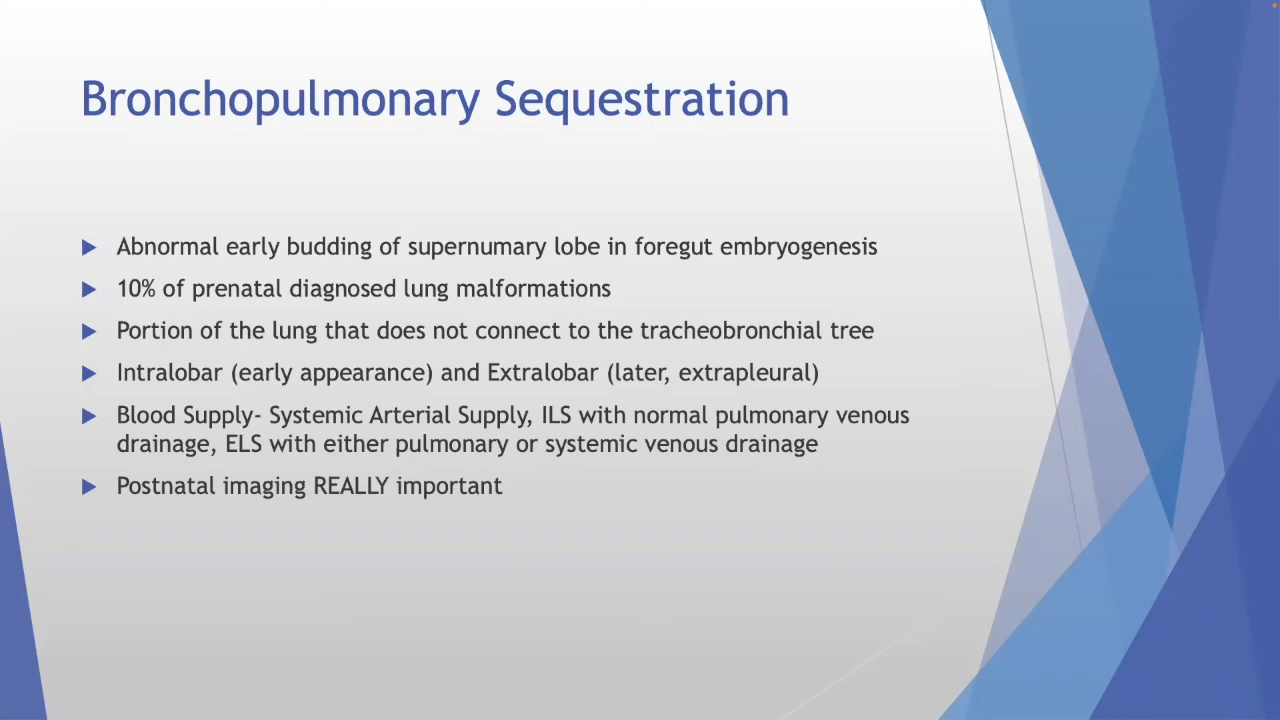 Bronchopulmonary Sequestration
Abnormal early budding of supernumary lobe in foregut embryogenesis
10% of prenatal diagnosed lung malformations
Portion of the lung that does not connect to the tracheobronchial tree
Intralobar (early appearance) and Extralobar (later, extrapleural)
Blood Supply- Systemic Arterial Supply, ILS with normal pulmonary venous
drainage, ELS with either pulmonary or systemic venous drainage
Postnatal imaging REALLY important